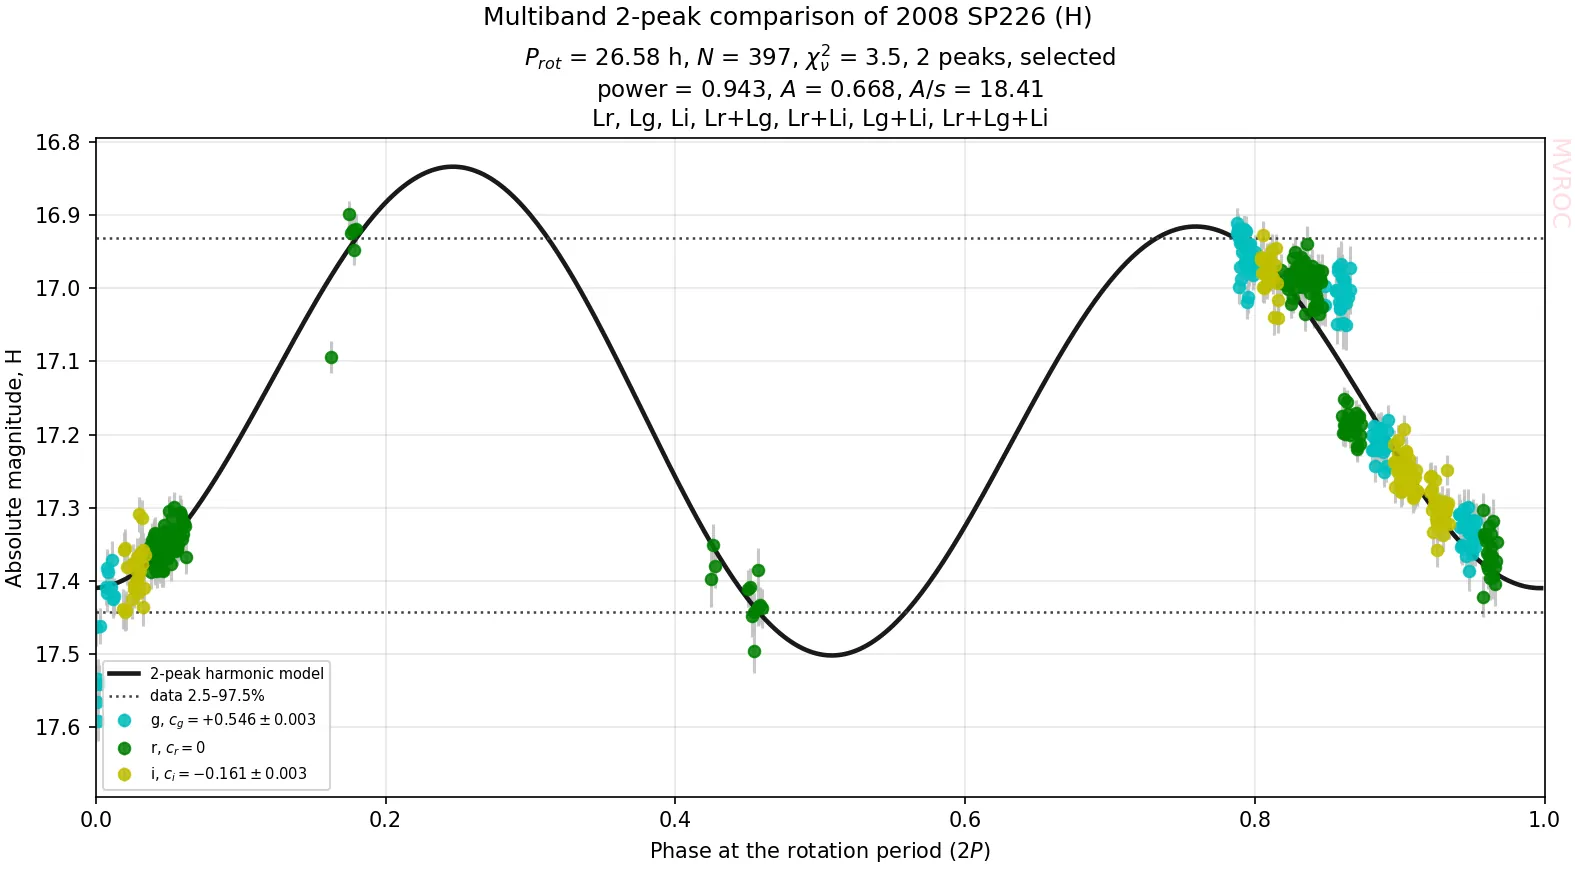 Multiband 2-peak comparison of 2008 SP226 (H)
P_rot = 26.58 h, N = 397, χ²_ν = 3.5, 2 peaks, selected
power = 0.943, A = 0.668, A/s = 18.41
Lr, Lg, Li, Lr+Lg, Lr+Li, Lg+Li, Lr+Lg+Li
MVROC
Absolute magnitude, H
16.8
16.9
17.0
17.1
17.2
17.3
17.4
17.5
17.6
2-peak harmonic model
data 2.5–97.5%
g, c_g = +0.546 ± 0.003
r, c_r = 0
i, c_i = −0.161 ± 0.003
0.0 0.2 0.4 0.6 0.8 1.0
Phase at the rotation period (2P)